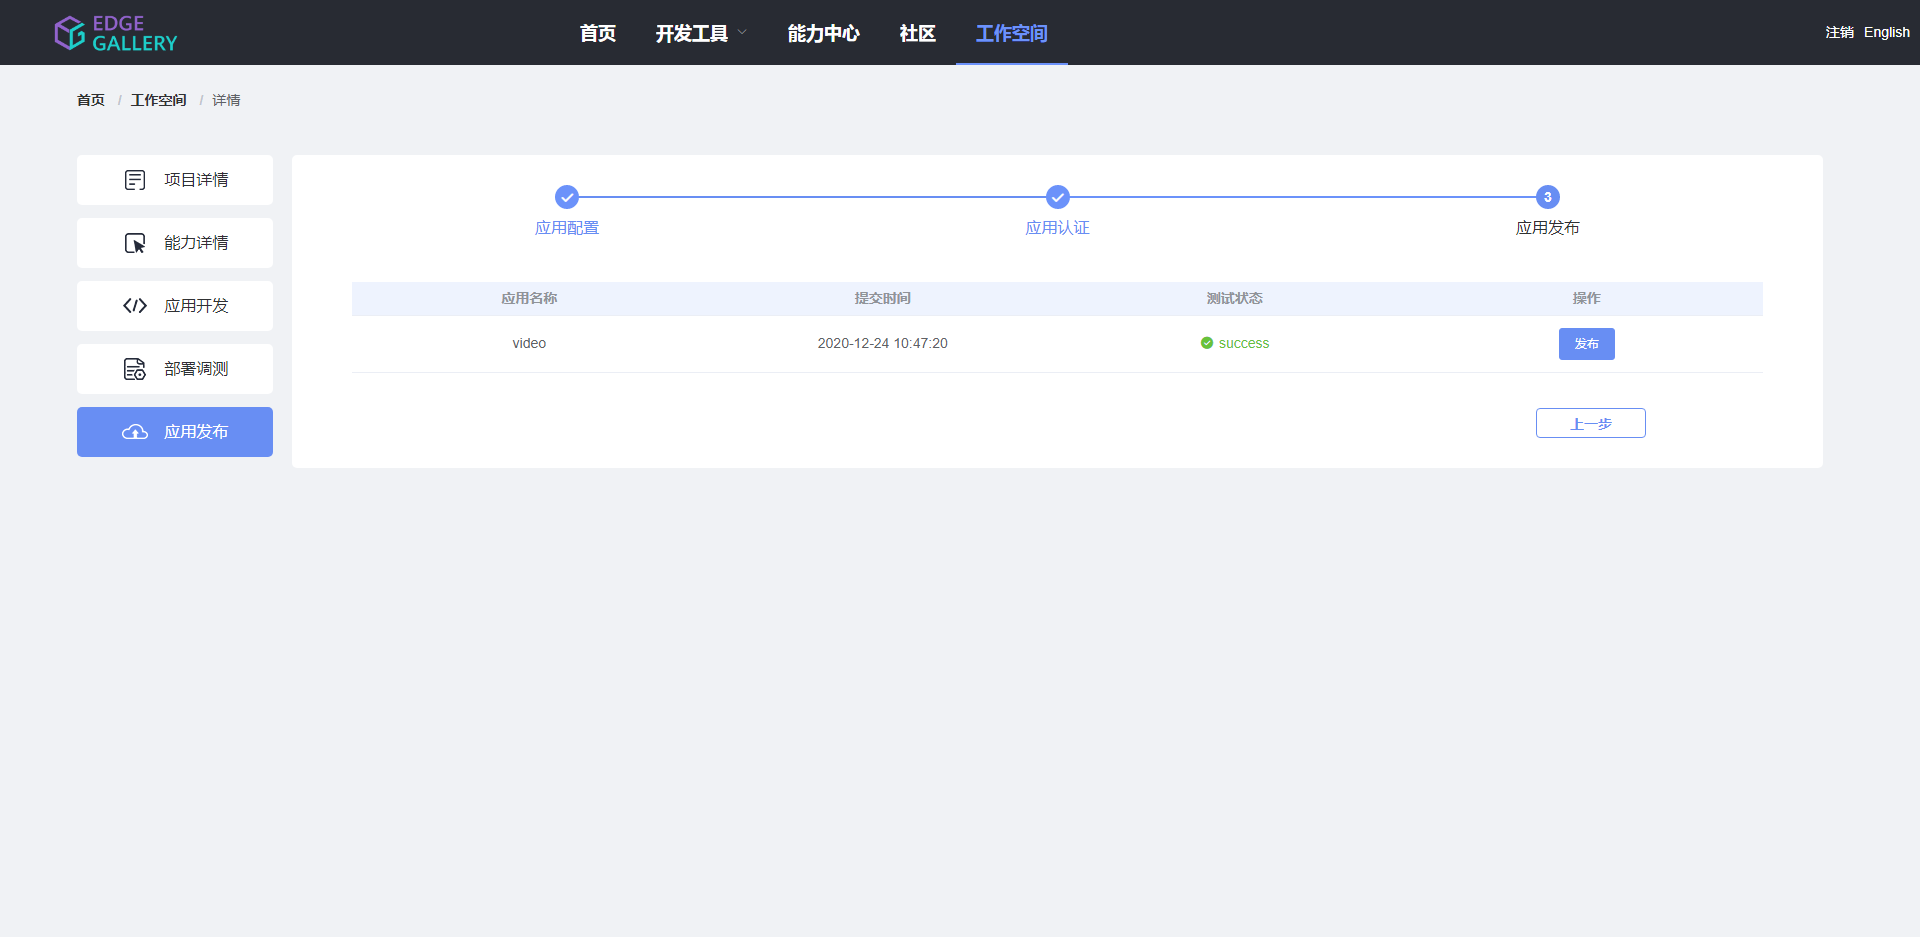 EDGE
GALLERY
首页 开发工具 能力中心 社区 工作空间
注销 English
首页 / 工作空间 / 详情
项目详情
能力详情
应用开发
部署调测
应用发布
3
应用配置 应用认证 应用发布
应用名称 提交时间 测试状态 操作
video 2020-12-24 10:47:20 success 发布
上一步